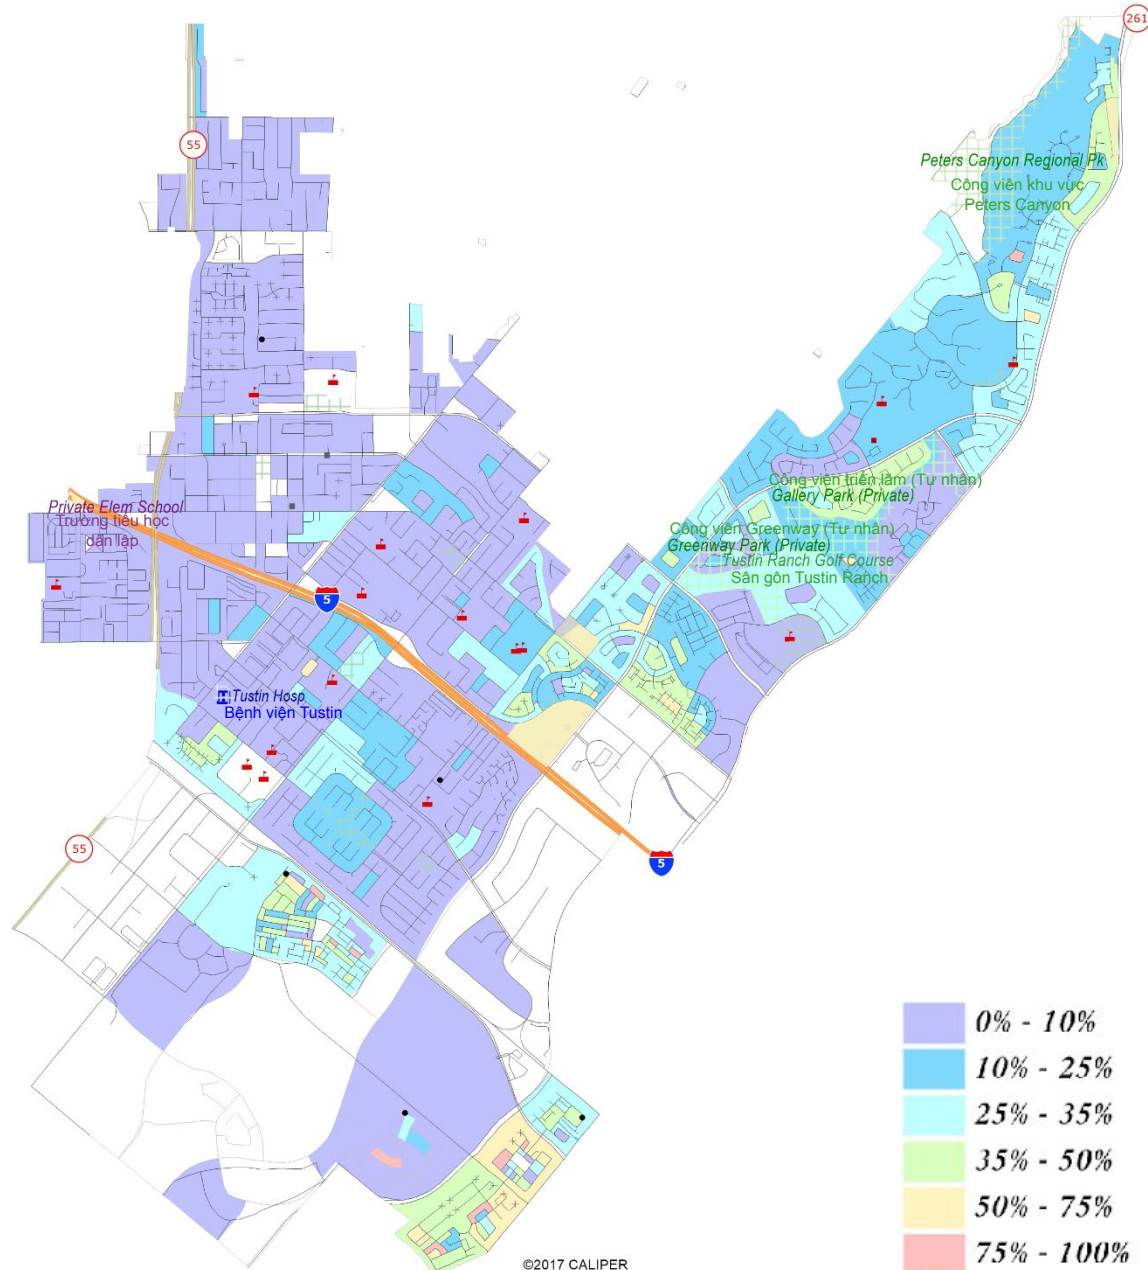 261
55
Peters Canyon Regional Pk
Công viên khu vực
Peters Canyon
Công viên triển lãm (Tư nhân)
Gallery Park (Private)
Private Elem School
Trường tiểu học
dân lập
Công viên Greenway (Tư nhân)
Greenway Park (Private)
Tustin Ranch Golf Course
Sân gôn Tustin Ranch
5
Tustin Hosp
Bệnh viện Tustin
55
5
0% - 10%
10% - 25%
25% - 35%
35% - 50%
50% - 75%
75% - 100%
©2017 CALIPER